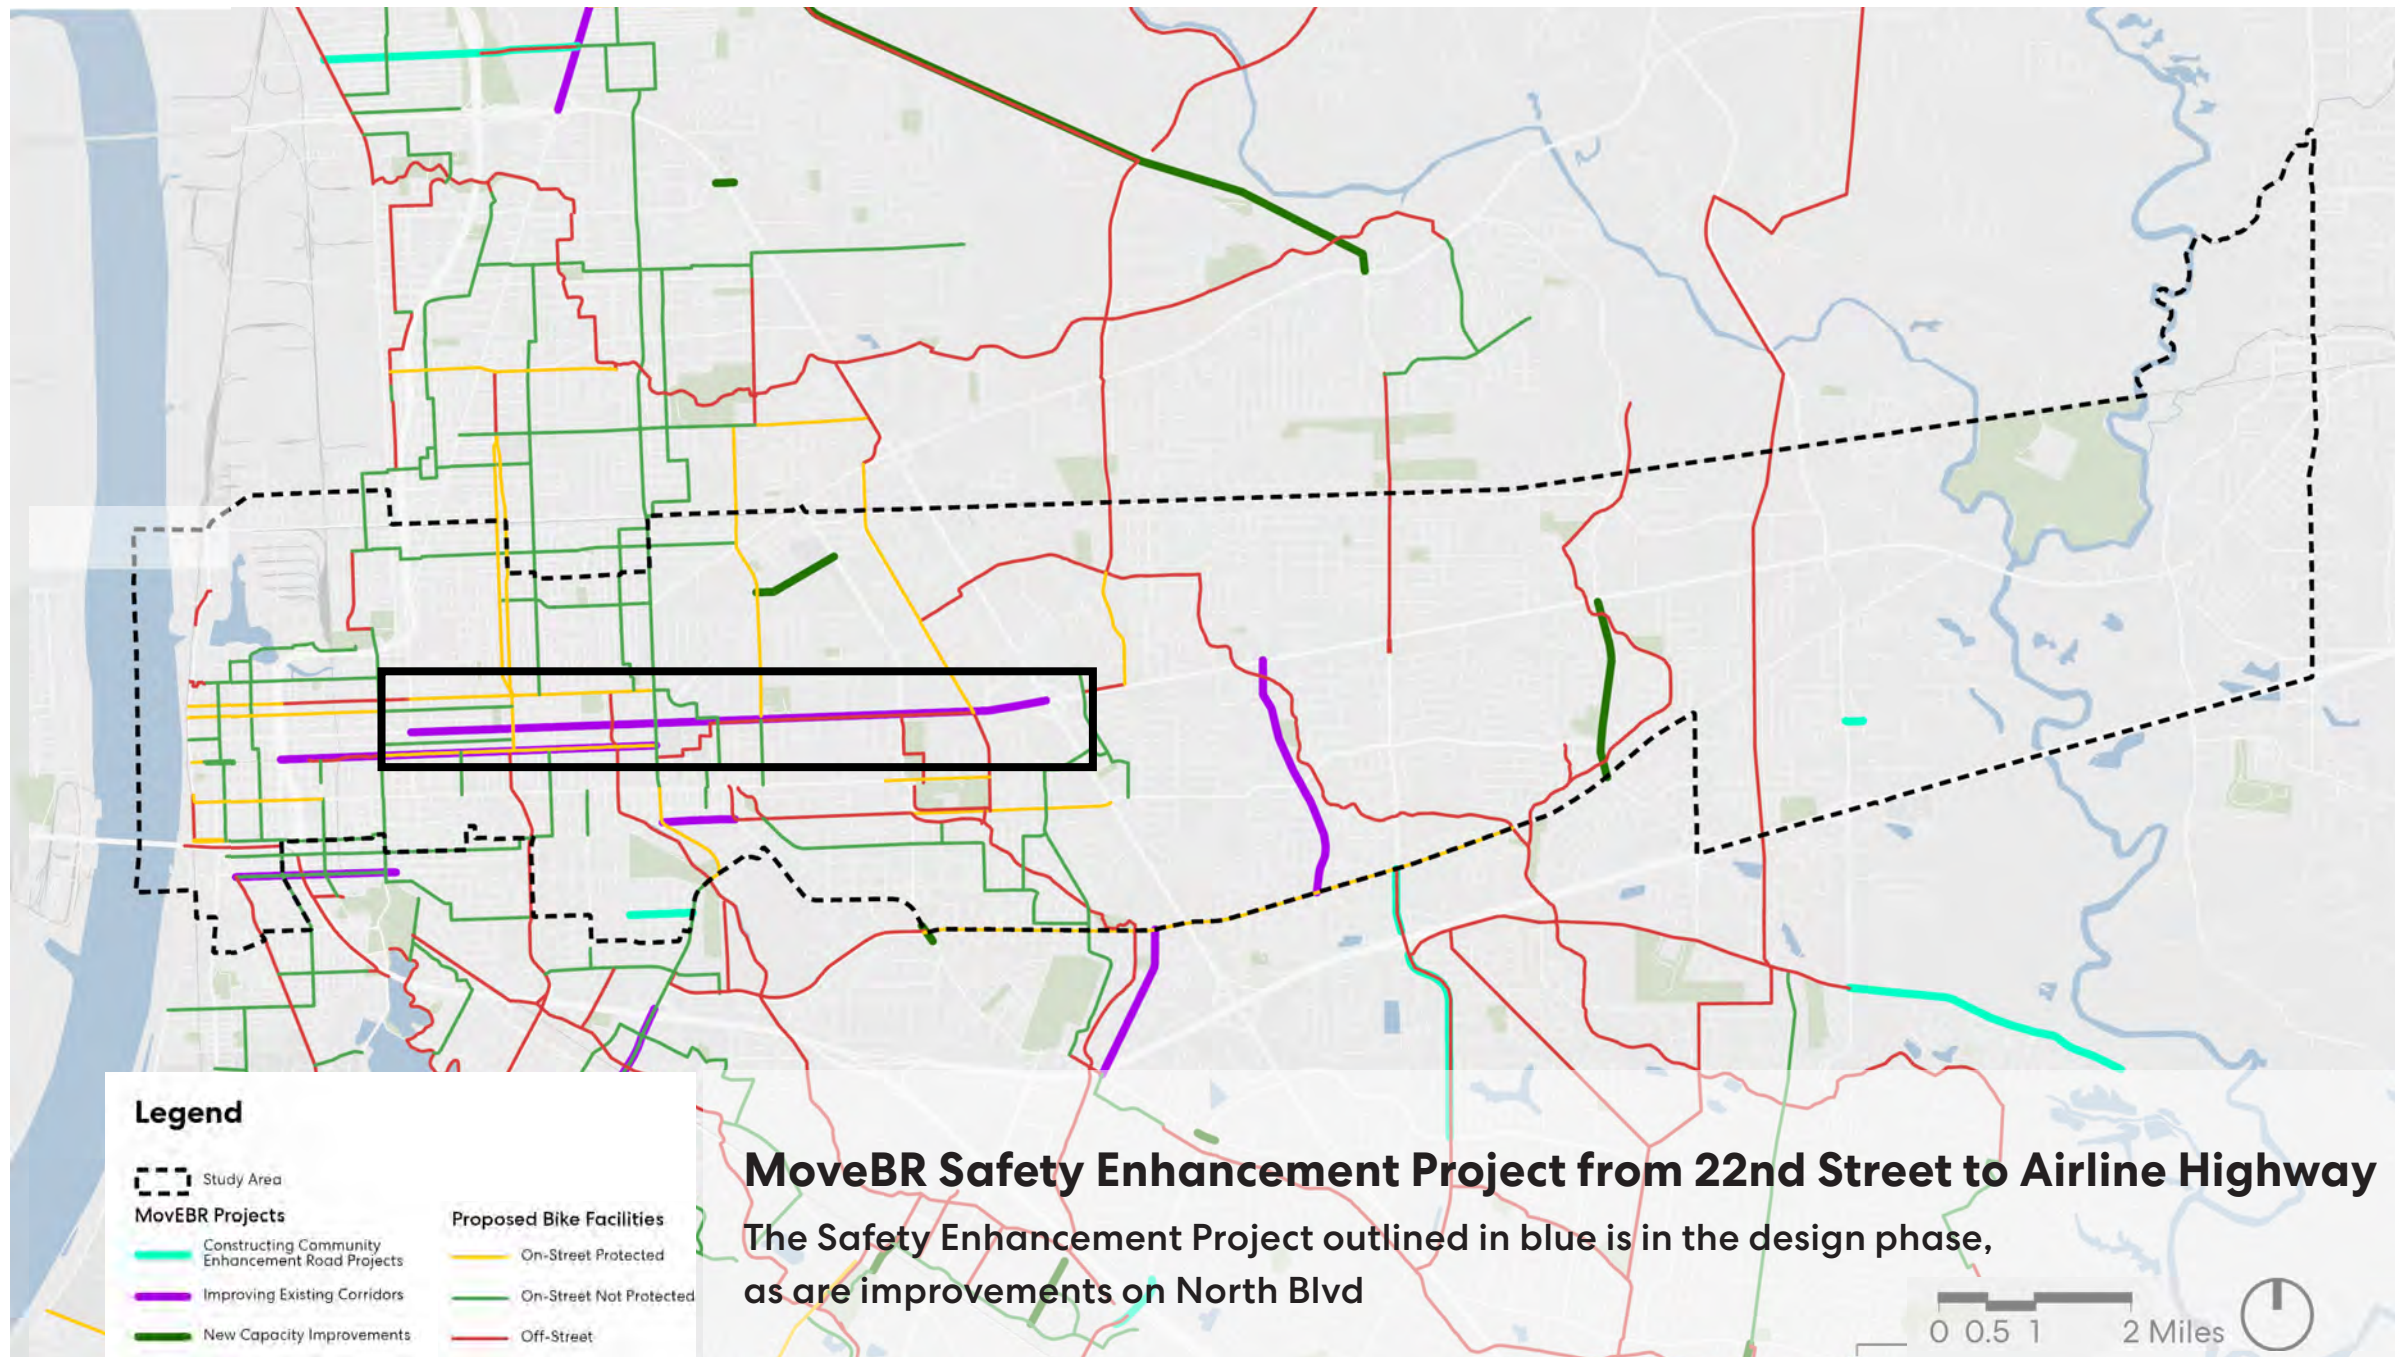 Legend
Study Area
MovEBR Projects
Constructing Community
Enhancement Road Projects
Improving Existing Corridors
New Capacity Improvements
Proposed Bike Facilities
On-Street Protected
On-Street Not Protected
Off-Street
MoveBR Safety Enhancement Project from 22nd Street to Airline Highway
The Safety Enhancement Project outlined in blue is in the design phase,
as are improvements on North Blvd
0 0.5 1 2 Miles